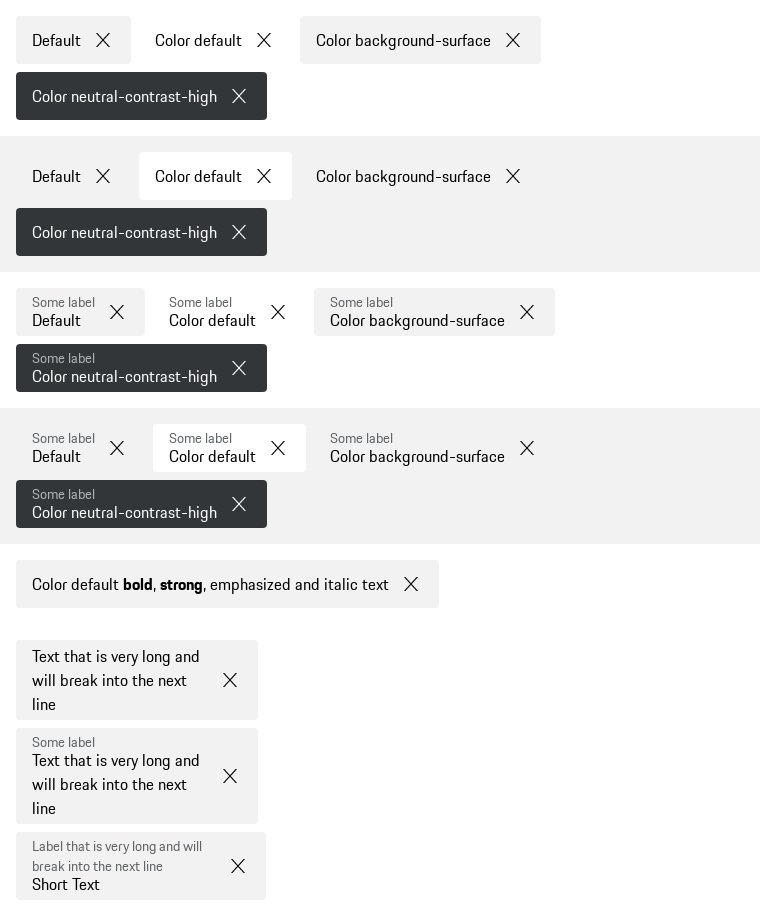 Default
Color default
Color background-surface
Color neutral-contrast-high
Default
Color default
Color background-surface
Color neutral-contrast-high
Some label
Default
Some label
Color default
Some label
Color background-surface
Some label
Color neutral-contrast-high
Some label
Default
Some label
Color default
Some label
Color background-surface
Some label
Color neutral-contrast-high
Color default bold, strong, emphasized and italic text
Text that is very long and
will break into the next
line
Some label
Text that is very long and
will break into the next
line
Label that is very long and will
break into the next line
Short Text